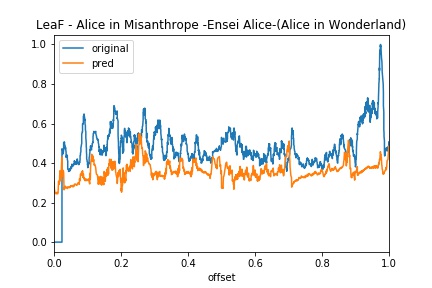 LeaF - Alice in Misanthrope -Ensei Alice-(Alice in Wonderland)
original
pred
1.0
0.8
0.6
0.4
0.2
0.0
0.0 0.2 0.4 0.6 0.8 1.0
offset